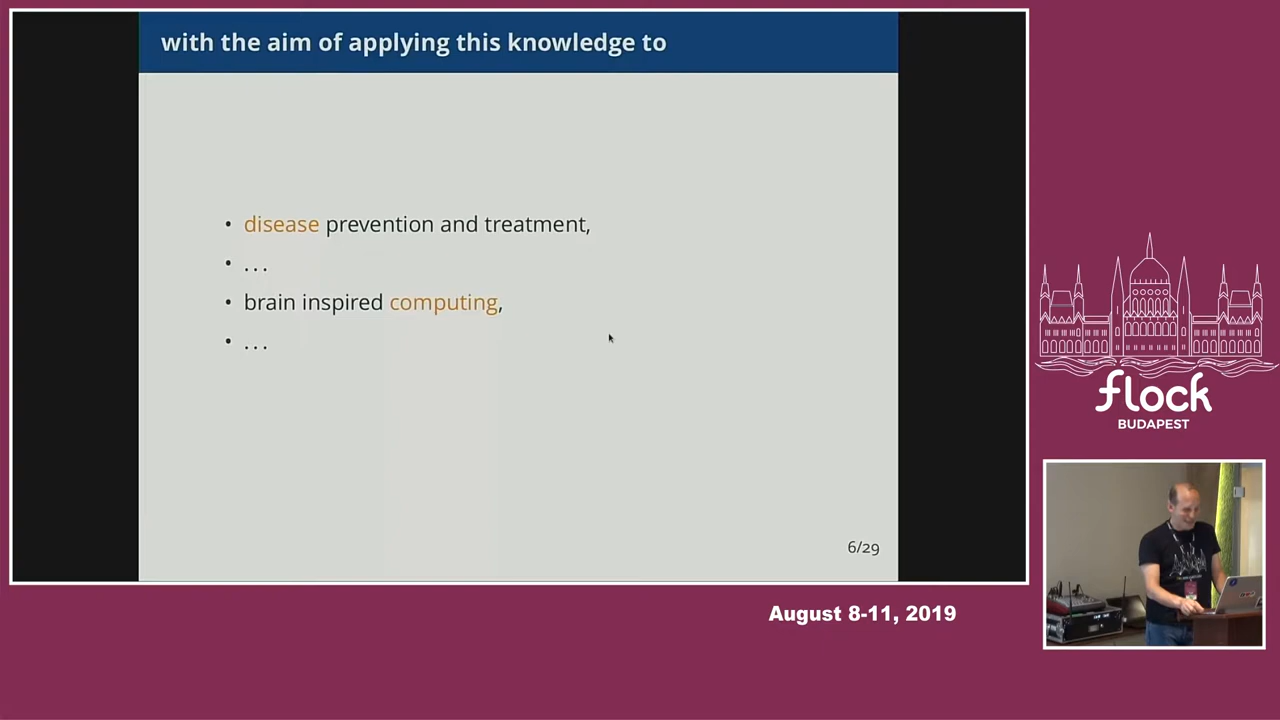 with the aim of applying this knowledge to
• disease prevention and treatment,
• ...
• brain inspired computing,
• ...
6/29
flock
BUDAPEST
August 8-11, 2019